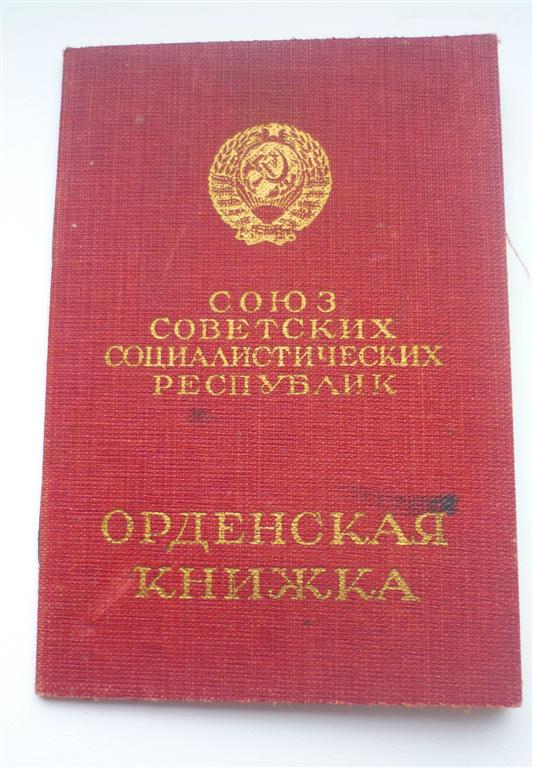 СОЮЗ
СОВЕТСКИХ
СОЦИАЛИСТИЧЕСКИХ
РЕСПУБЛИК
ОРДЕНСКАЯ
КНИЖКА